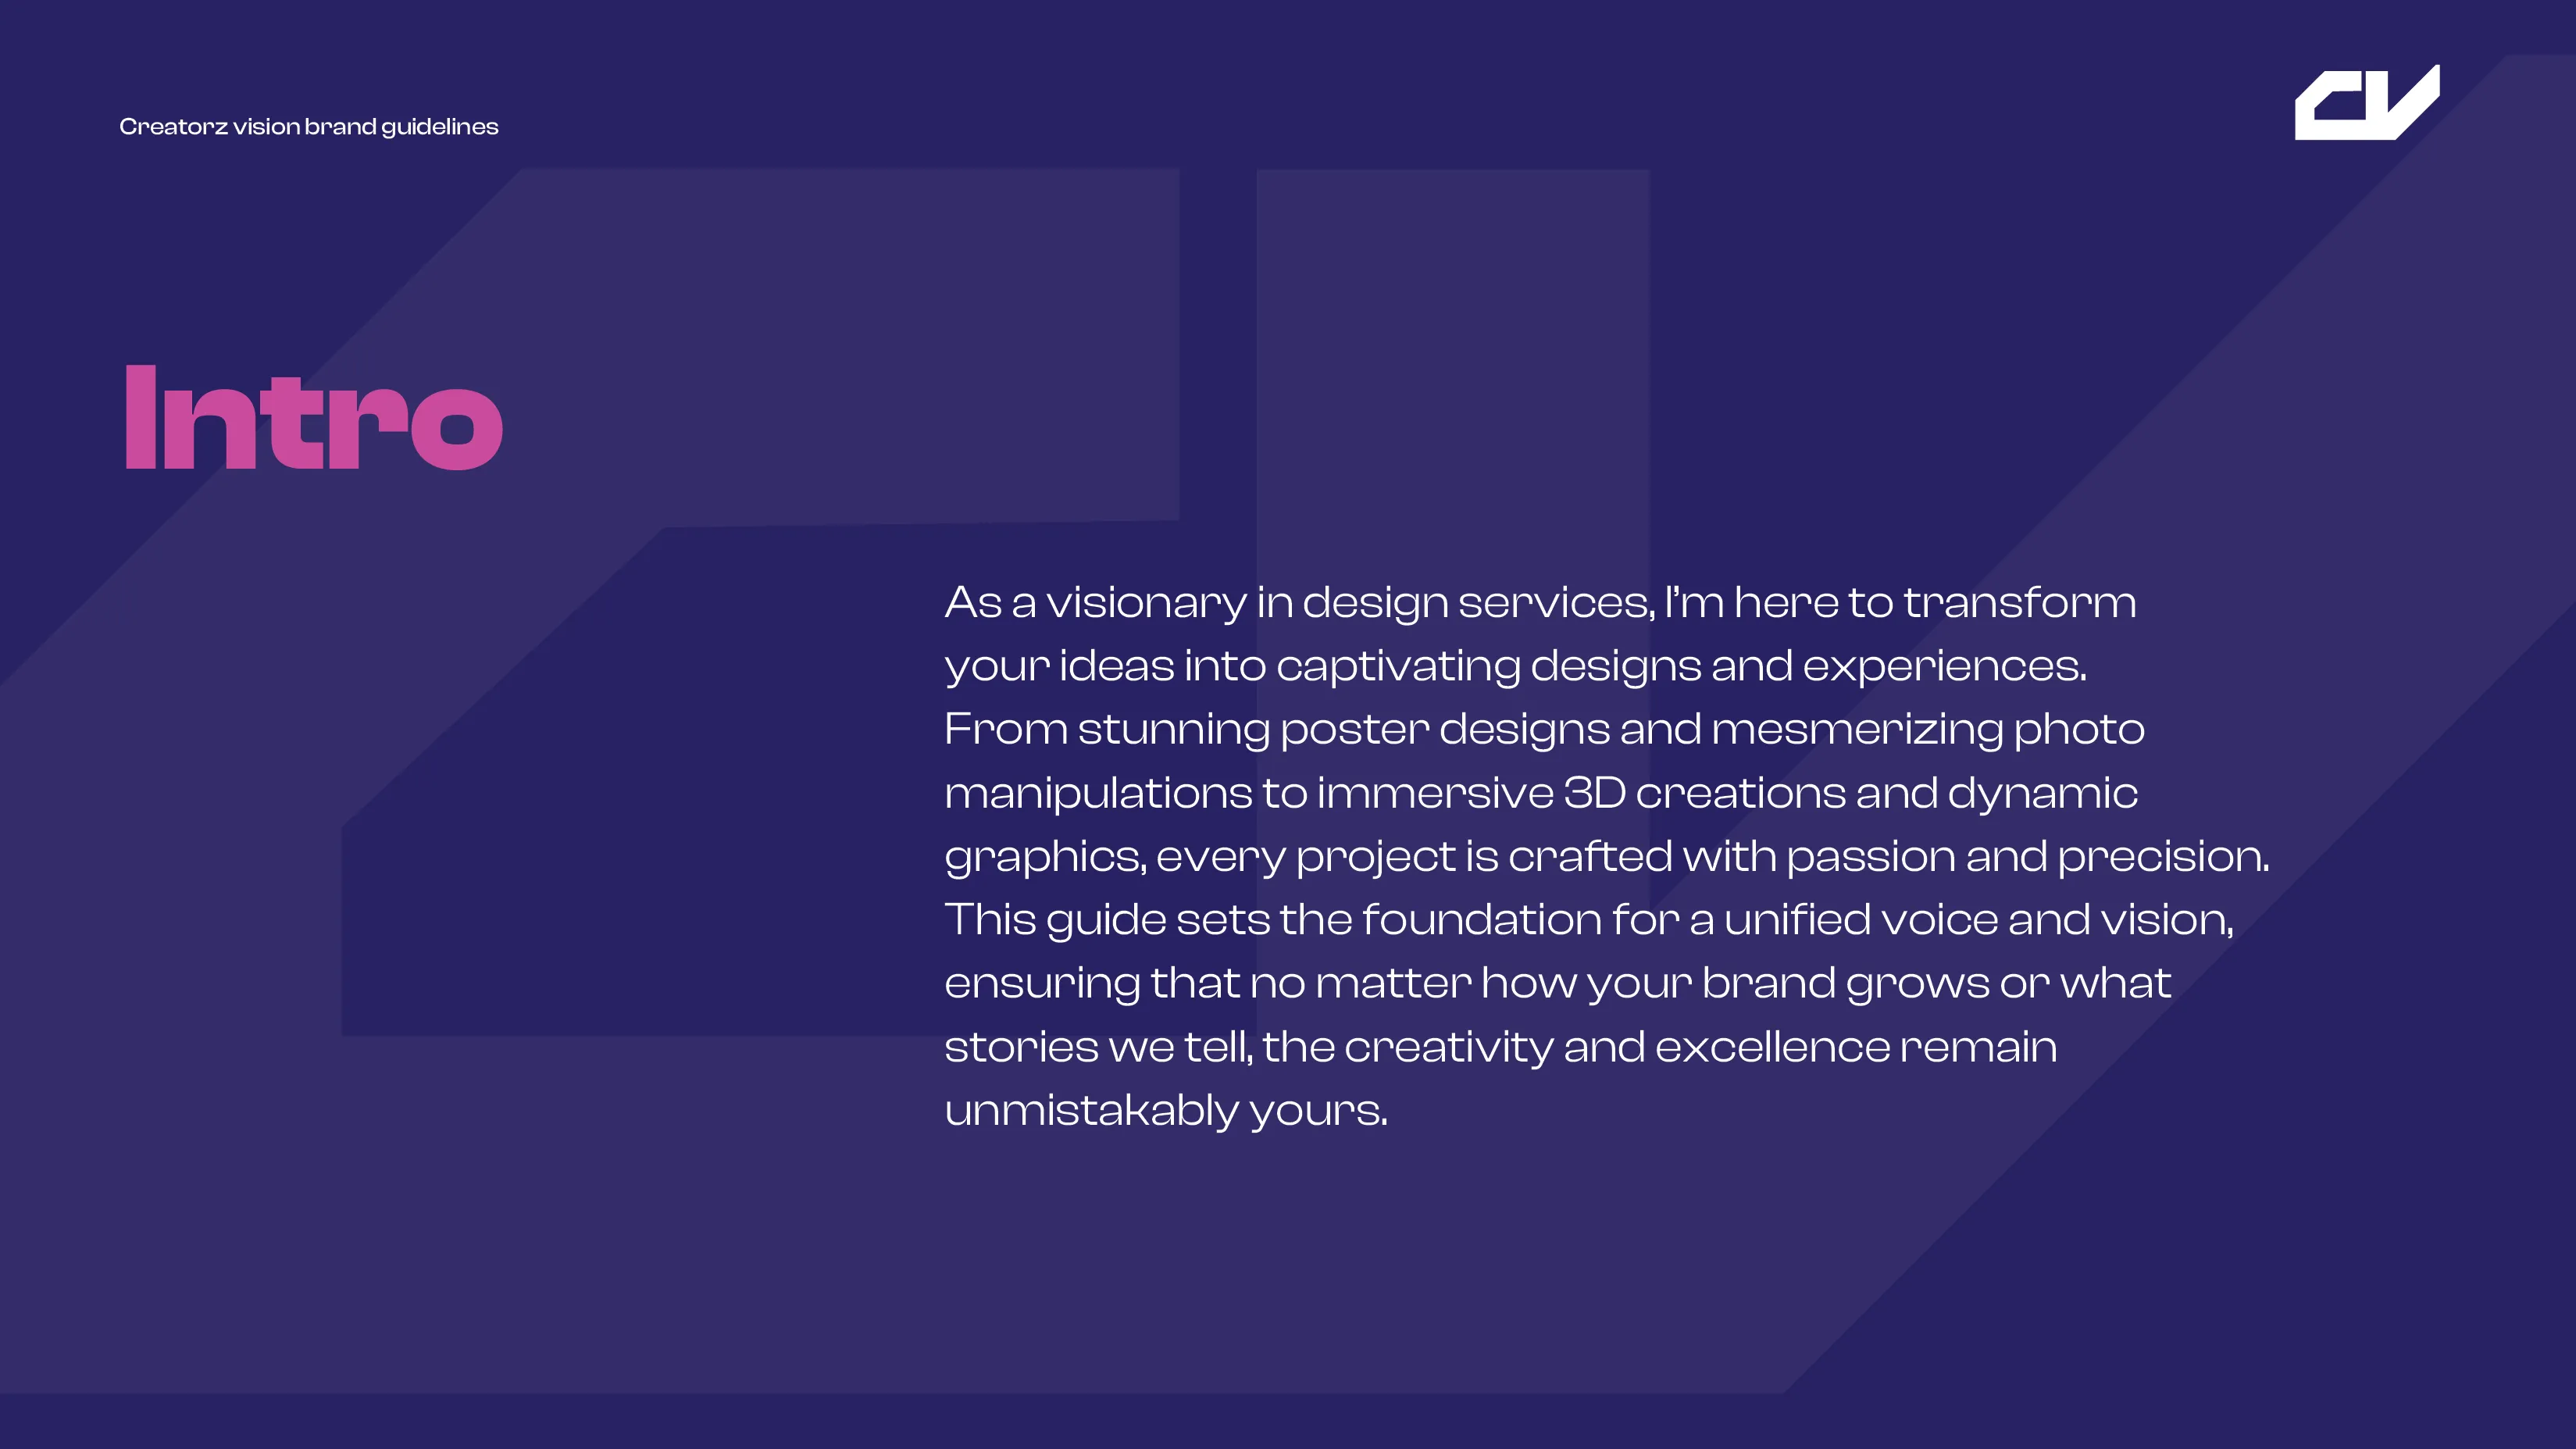 Creatorz vision brand guidelines
CV
Intro
As a visionary in design services, I'm here to transform
your ideas into captivating designs and experiences.
From stunning poster designs and mesmerizing photo
manipulations to immersive 3D creations and dynamic
graphics, every project is crafted with passion and precision.
This guide sets the foundation for a unified voice and vision,
ensuring that no matter how your brand grows or what
stories we tell, the creativity and excellence remain
unmistakably yours.